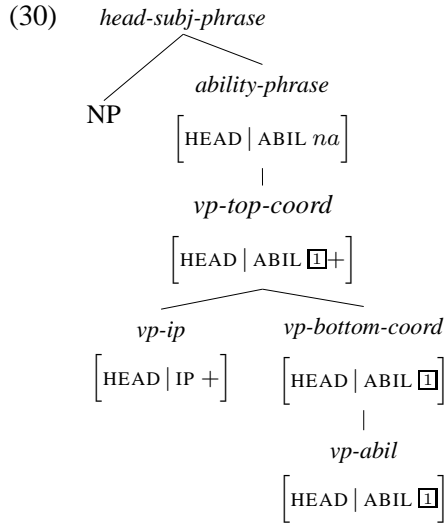 (30) head-subj-phrase
ability-phrase
NP
[HEAD | ABIL na]
vp-top-coord
[HEAD | ABIL 1+]
vp-ip vp-bottom-coord
[HEAD | IP +] [HEAD | ABIL 1]
vp-abil
[HEAD | ABIL 1]